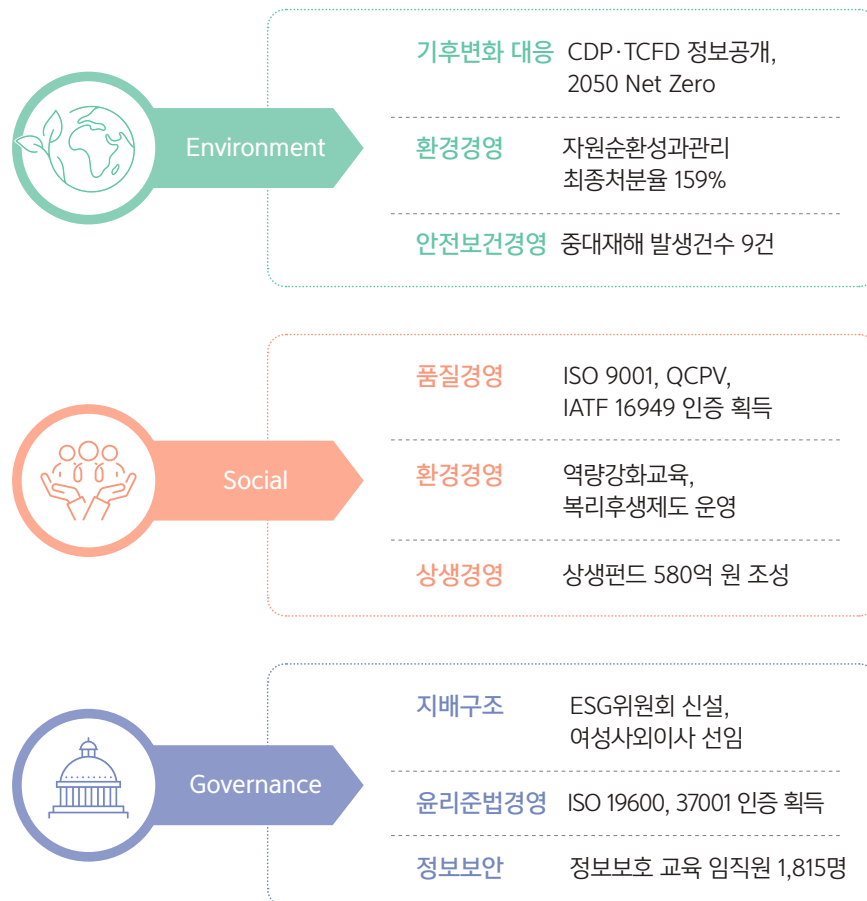 Environment
기후변화 대응 CDP·TCFD 정보공개,
2050 Net Zero
환경경영 자원순환성과관리
최종처분율 159%
안전보건경영 중대재해 발생건수 9건
Social
품질경영 ISO 9001, QCPV,
IATF 16949 인증 획득
환경경영 역량강화교육,
복리후생제도 운영
상생경영 상생펀드 580억 원 조성
Governance
지배구조 ESG위원회 신설,
여성사외이사 선임
윤리준법경영 ISO 19600, 37001 인증 획득
정보보안 정보보호 교육 임직원 1,815명